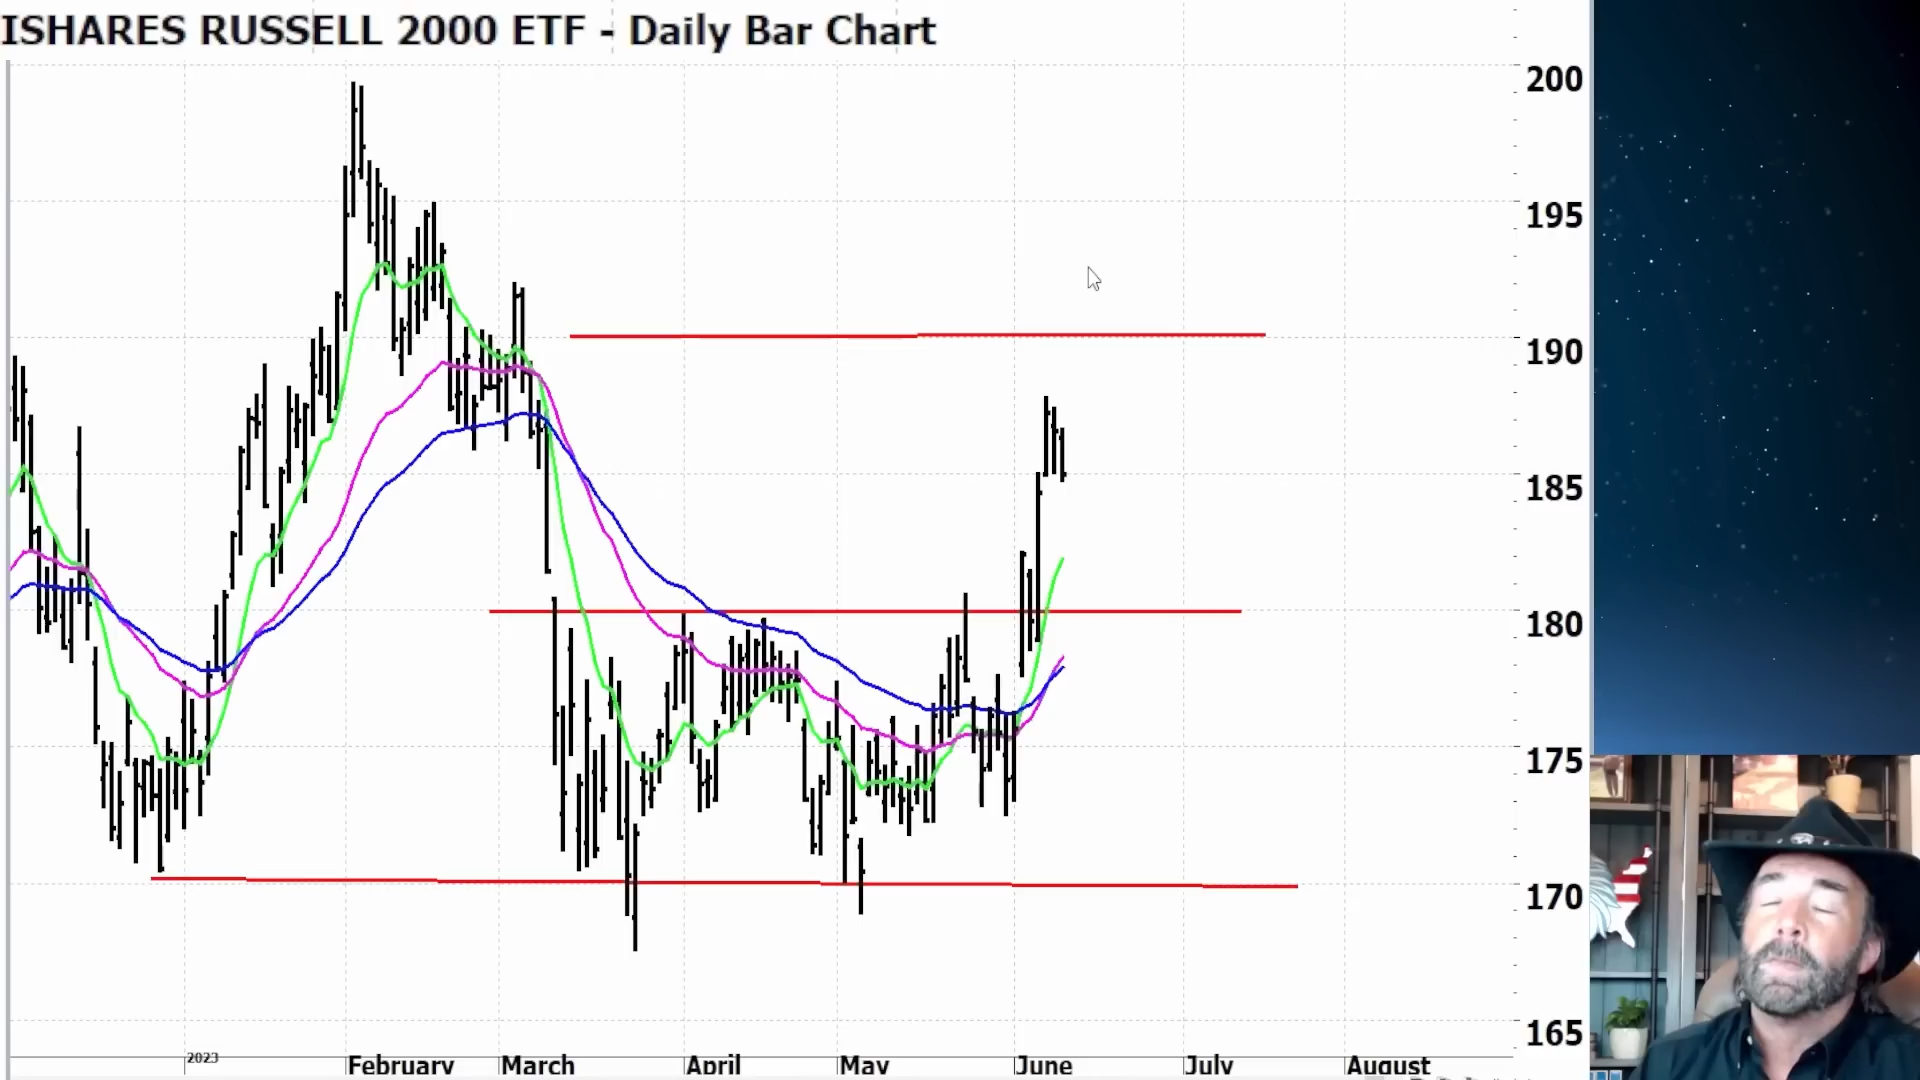 ISHARES RUSSELL 2000 ETF - Daily Bar Chart
200
195
190
185
180
175
170
165
2023
February
March
April
May
June
July
August